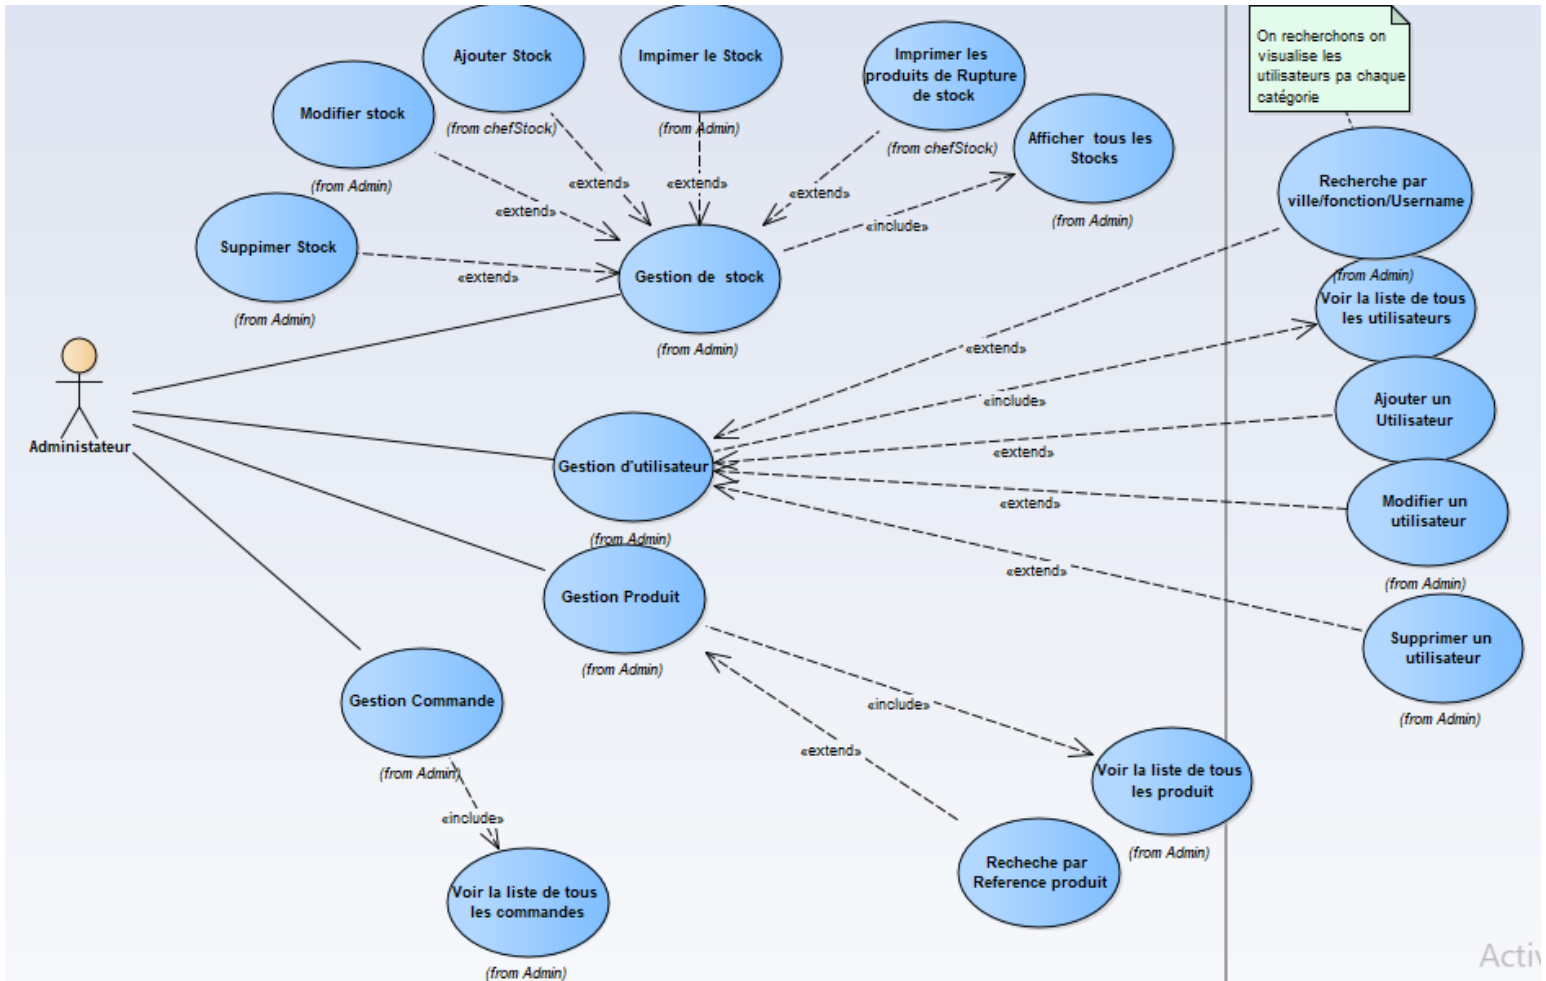 Ajouter Stock
(from chefStock)
Impimer le Stock
(from Admin)
Imprimer les
produits de Rupture
de stock
(from chefStock)
On recherchons on
visualise les
utilisateurs pa chaque
catégorie
Modifier stock
(from Admin)
Afficher tous les
Stocks
(from Admin)
Recherche par
ville/fonction/Username
(from Admin)
«extend»
«extend»
«extend»
«extend»
«include»
Suppimer Stock
(from Admin)
«extend»
Gestion de stock
(from Admin)
Voir la liste de tous
les utilisateurs
Administateur
«extend»
«include»
Ajouter un
Utilisateur
«extend»
Gestion d'utilisateur
(from Admin)
«extend»
Modifier un
utilisateur
(from Admin)
«extend»
Gestion Produit
(from Admin)
Supprimer un
utilisateur
(from Admin)
Gestion Commande
(from Admin)
«include»
«extend»
Voir la liste de tous
les produit
(from Admin)
«include»
Recheche par
Reference produit
Voir la liste de tous
les commandes
(from Admin)
Activ